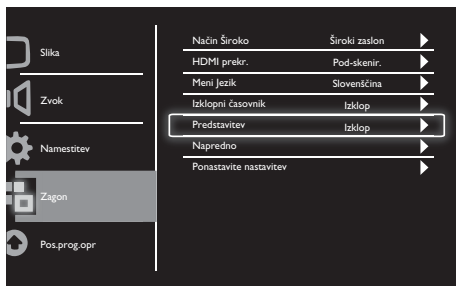 Slika
Zvok
Namestitev
Zagon
Pos.prog.opr
Način Široko Široki zaslon
HDMI prekr. Pod-skenir.
Meni Jezik Slovenščina
Izklopni časovnik Izklop
Predstavitev Izklop
Napredno
Ponastavite nastavitev